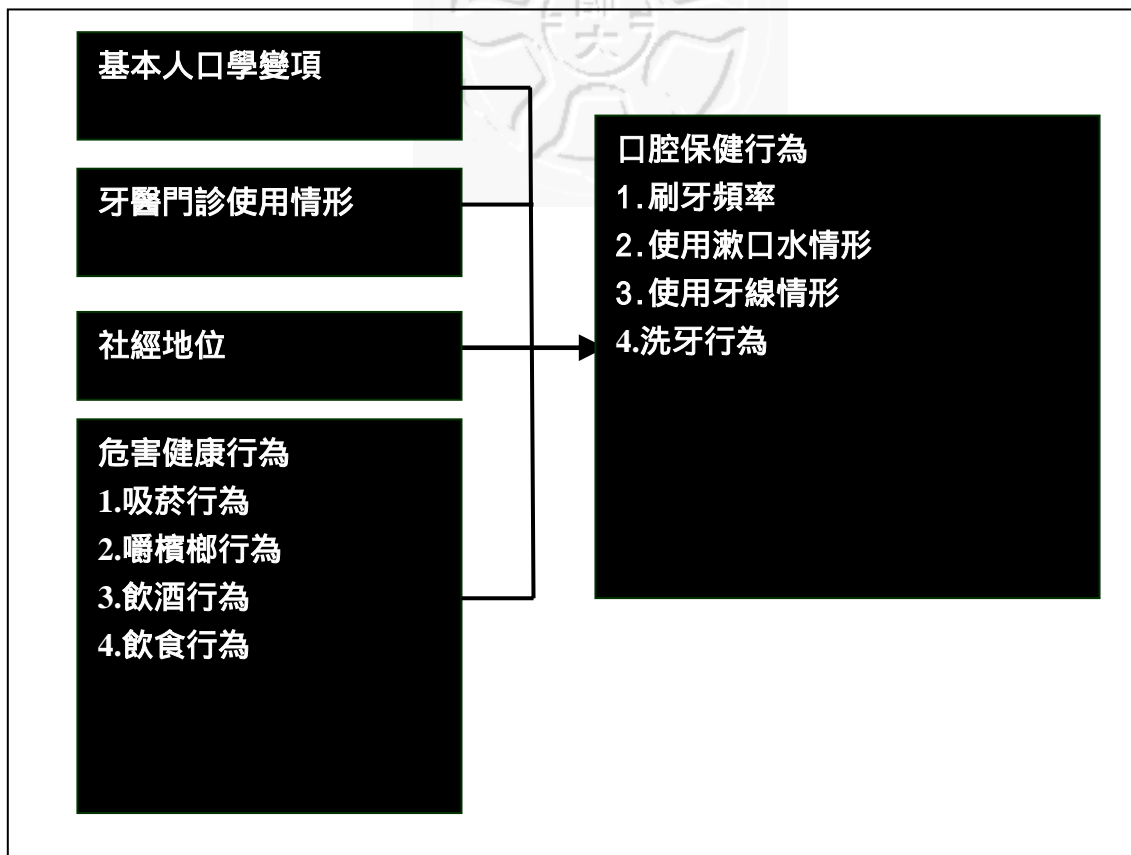 基本人口學變項
牙醫門診使用情形
社經地位
危害健康行為
1.吸菸行為
2.嚼檳榔行為
3.飲酒行為
4.飲食行為
口腔保健行為
1.刷牙頻率
2.使用漱口水情形
3.使用牙線情形
4.洗牙行為